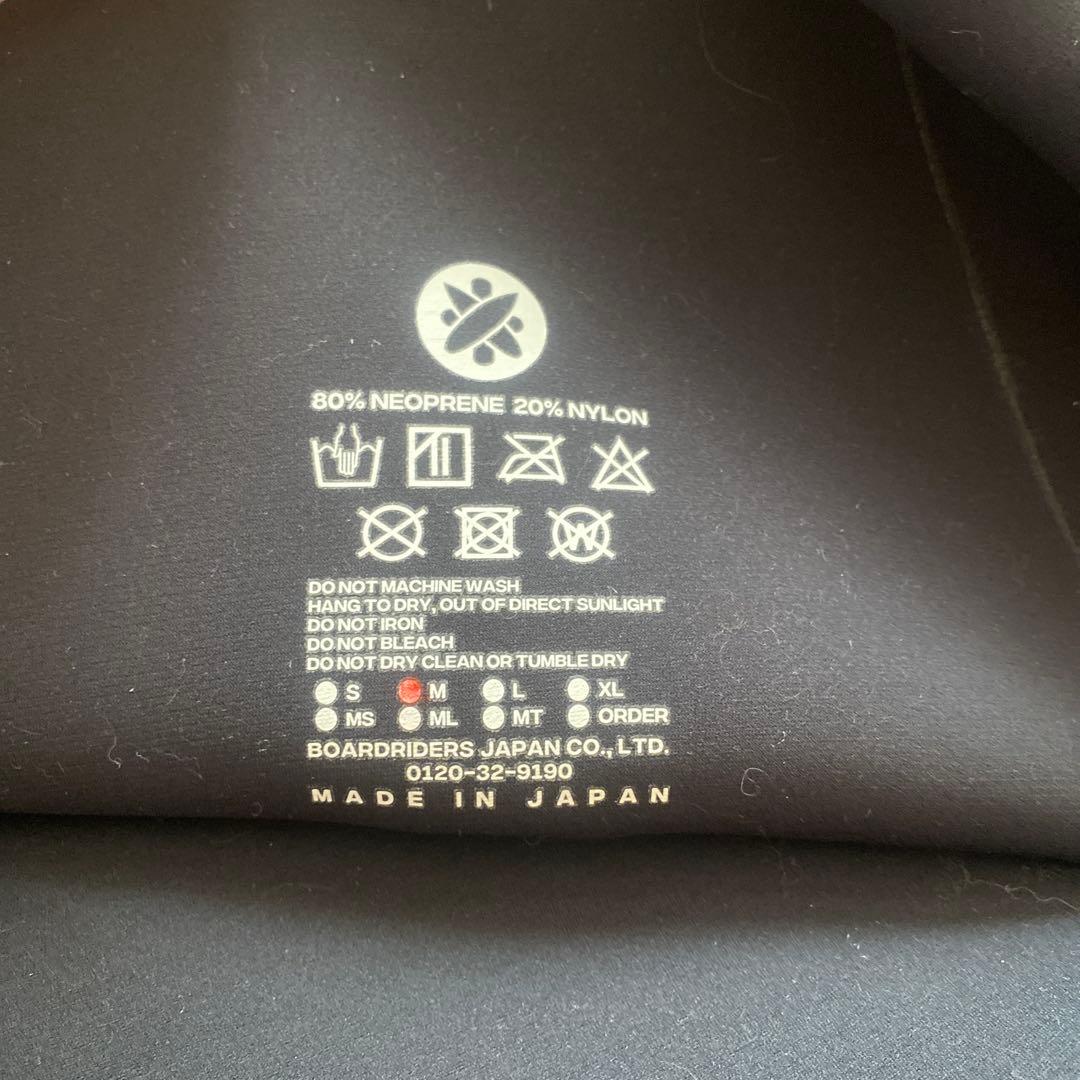 80% NEOPRENE 20% NYLON
W
DO NOT MACHINE WASH
HANG TO DRY, OUT OF DIRECT SUNLIGHT
DO NOT IRON
DO NOT BLEACH
DO NOT DRY CLEAN OR TUMBLE DRY
S M L XL
MS ML MT ORDER
BOARDRIDERS JAPAN CO., LTD.
0120-32-9190
MADE IN JAPAN